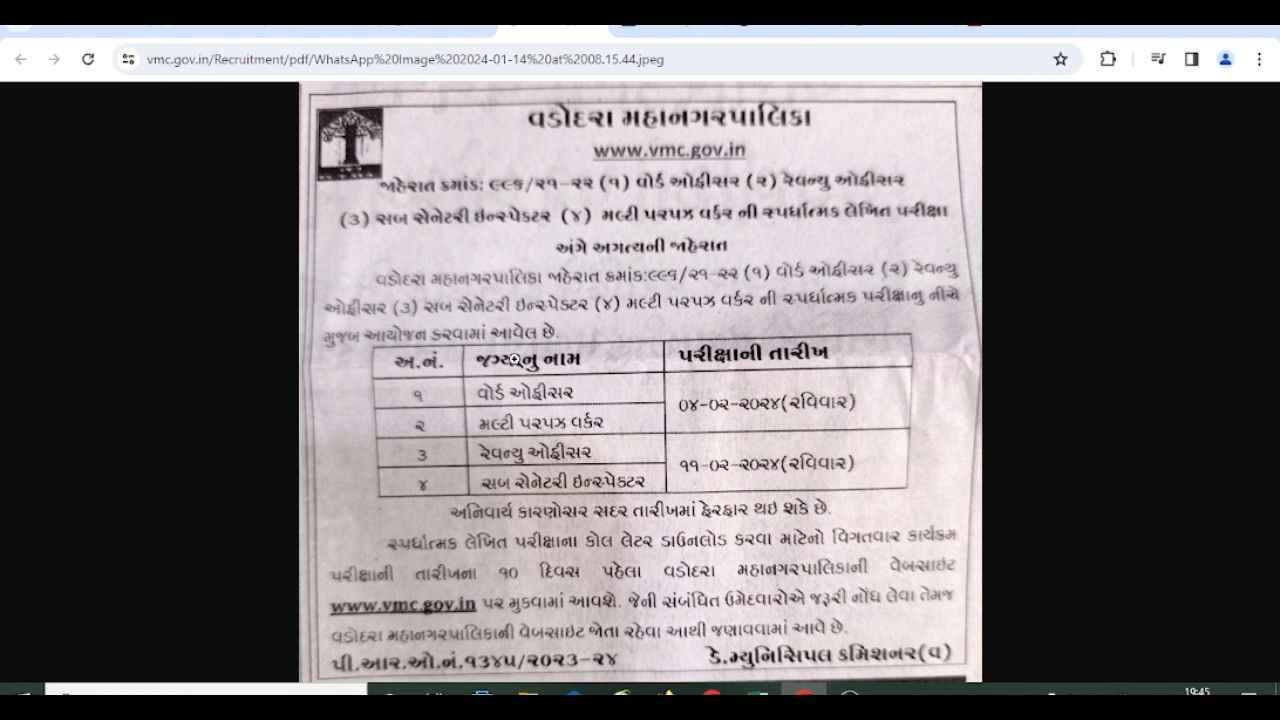 vmc.gov.in/Recruitment/pdf/WhatsApp%20Image%202024-01-14%20at%2008.15.44.jpeg
વડોદરા મહાનગરપાલિકા
www.vmc.gov.in
જાહેરાત ક્રમાંક: ૯૯૬/૨૧-૨૨ (૧) વોર્ડ ઓફીસર (૨) રેવન્યુ ઓફીસર
(૩) સબ સેનેટરી ઇન્સ્પેક્ટર (૪) મલ્ટી પરપઝ વર્કર ની સ્પર્ધાત્મક લેખિત પરીક્ષા
અંગે અગત્યની જાહેરાત
વડોદરા મહાનગરપાલિકા જાહેરાત ક્રમાંક:૯૯૬/૨૧-૨૨ (૧) વોર્ડ ઓફીસર (૨) રેવન્યુ
ઓફીસર (૩) સબ સેનેટરી ઇન્સ્પેક્ટર (૪) મલ્ટી પરપઝ વર્કર ની સ્પર્ધાત્મક પરીક્ષાનુ નીચે
મુજબ આયોજન કરવામાં આવેલ છે.
અ.નં. જગ્યાનુ નામ પરીક્ષાની તારીખ
૧ વોર્ડ ઓફીસર ૦૪-૦૨-૨૦૨૪(રવિવાર)
૨ મલ્ટી પરપઝ વર્કર
૩ રેવન્યુ ઓફીસર ૧૧-૦૨-૨૦૨૪(રવિવાર)
૪ સબ સેનેટરી ઇન્સ્પેક્ટર
અનિવાર્ય કારણોસર સદર તારીખમાં ફેરફાર થઇ શકે છે.
સ્પર્ધાત્મક લેખિત પરીક્ષાના કોલ લેટર ડાઉનલોડ કરવા માટેનો વિગતવાર કાર્યક્રમ
પરીક્ષાની તારીખના ૧૦ દિવસ પહેલા વડોદરા મહાનગરપાલિકાની વેબસાઇટ
www.vmc.gov.in પર મુકવામાં આવશે. જેની સંબંધિત ઉમેદવારોએ જરૂરી નોંધ લેવા તેમજ
વડોદરા મહાનગરપાલિકાની વેબસાઇટ જોતા રહેવા આથી જણાવવામાં આવે છે.
પી.આર.ઓ.નં.૧૩૪૫/૨૦૨૩-૨૪ ડે.મ્યુનિસિપલ કમિશનર(વ)
19:45